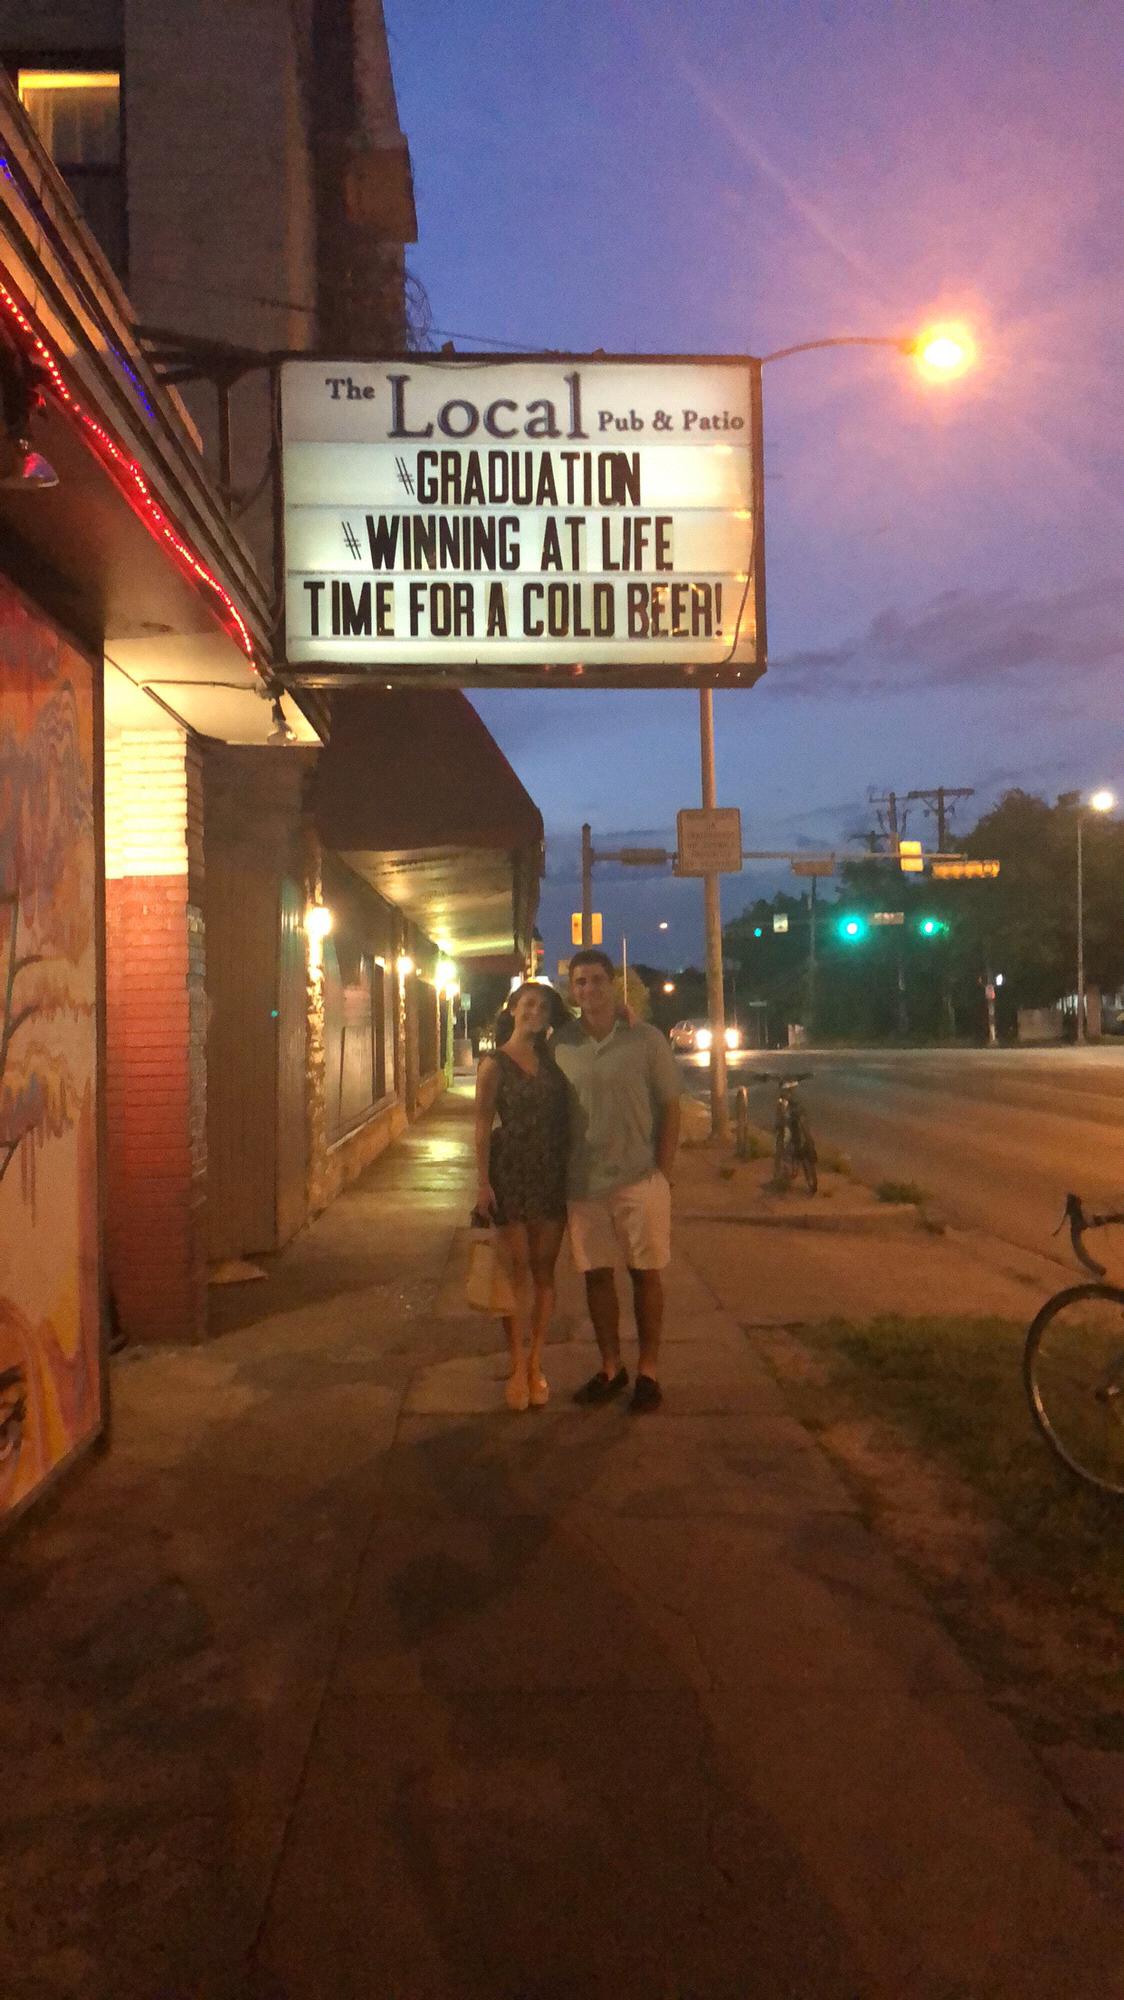 The Local Pub & Patio
#GRADUATION
#WINNING AT LIFE
TIME FOR A COLD BEER!